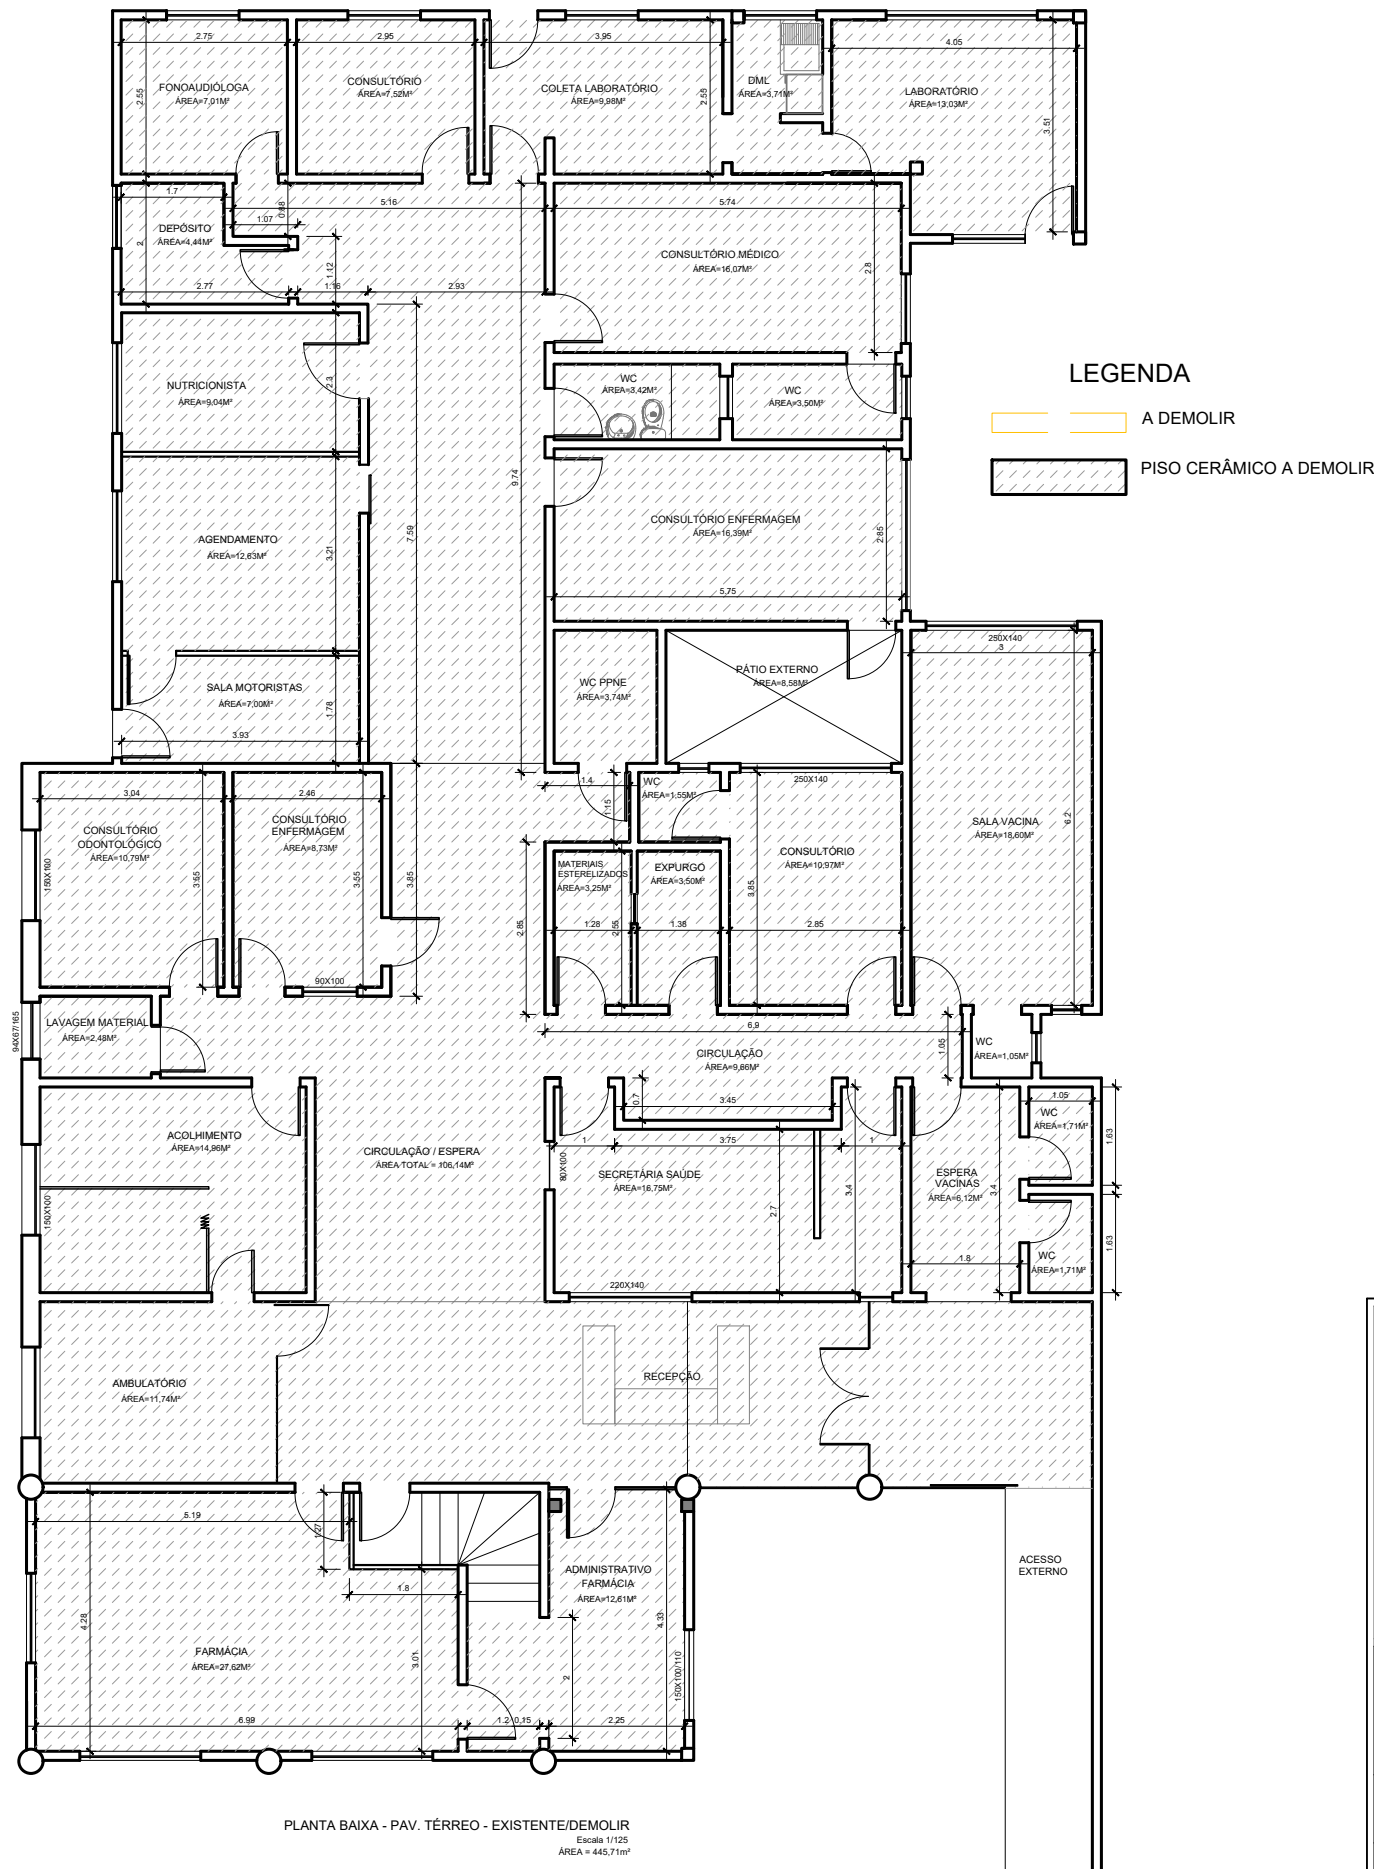 2.75
2.95
3.95
4.05
FONOAUDIÓLOGA
ÁREA=7,01M²
2.55
CONSULTÓRIO
ÁREA=7,52M²
COLETA LABORATÓRIO
ÁREA=9,98M²
2.55
DML
ÁREA=3,71M²
LABORATÓRIO
ÁREA=13,03M²
3.51
1.7
0.88
5.16
5.74
1.07
DEPÓSITO
ÁREA=4,44M²
2
1.12
2.77
1.16
2.93
CONSULTÓRIO MÉDICO
ÁREA=16,07M²
2.8
NUTRICIONISTA
ÁREA=9,04M²
2.3
WC
ÁREA=3,42M²
WC
ÁREA=3,50M²
LEGENDA
A DEMOLIR
PISO CERÂMICO A DEMOLIR
9.74
7.59
AGENDAMENTO
ÁREA=12,63M²
3.21
CONSULTÓRIO ENFERMAGEM
ÁREA=16,39M²
2.85
5.75
SALA MOTORISTAS
ÁREA=7,00M²
1.78
3.93
WC PPNE
ÁREA=3,74M²
PÁTIO EXTERNO
ÁREA=8,58M²
250X140
3
3.04
2.46
CONSULTÓRIO
ODONTOLÓGICO
ÁREA=10,79M²
150X100
3.55
CONSULTÓRIO
ENFERMAGEM
ÁREA=8,73M²
3.55
3.85
90X100
1.4
1.15
WC
ÁREA=1,55M²
250X140
SALA VACINA
ÁREA=18,60M²
6.2
2.85
MATERIAIS
ESTERELIZADOS
ÁREA=3,25M²
1.28
2.55
EXPURGO
ÁREA=3,50M²
1.38
CONSULTÓRIO
ÁREA=10,97M²
3.85
2.85
94X67/165
LAVAGEM MATERIAL
ÁREA=2,48M²
6.9
CIRCULAÇÃO
ÁREA=9,66M²
1.05
WC
ÁREA=1,05M²
0.7
3.45
1.05
WC
ÁREA=1,71M²
1.63
ACOLHIMENTO
ÁREA=14,96M²
150X100
CIRCULAÇÃO / ESPERA
ÁREA TOTAL = 106,14M²
80X100
1
3.75
1
SECRETÁRIA SAÚDE
ÁREA=16,75M²
2.7
3.4
220X140
ESPERA
VACINAS
ÁREA=6,12M²
3.4
1.8
WC
ÁREA=1,71M²
1.63
AMBULATÓRIO
ÁREA=11,74M²
RECEPÇÃO
5.19
1.27
1.8
4.28
FARMÁCIA
ÁREA=27,62M²
3.01
6.99
1.2
0.15
2.25
ADMINISTRATIVO
FARMÁCIA
ÁREA=12,61M²
4.33
2
150X100/110
ACESSO
EXTERNO
PLANTA BAIXA - PAV. TÉRREO - EXISTENTE/DEMOLIR
Escala 1/125
ÁREA = 445,71m²